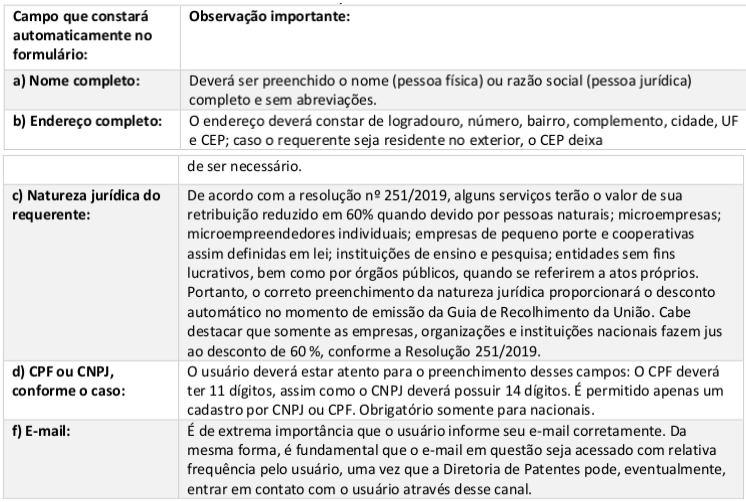 Campo que constará
automaticamente no
formulário:
Observação importante:
a) Nome completo:
Deverá ser preenchido o nome (pessoa física) ou razão social (pessoa jurídica)
completo e sem abreviações.
b) Endereço completo:
O endereço deverá constar de logradouro, número, bairro, complemento, cidade, UF
e CEP; caso o requerente seja residente no exterior, o CEP deixa
de ser necessário.
c) Natureza jurídica do
requerente:
De acordo com a resolução nº 251/2019, alguns serviços terão o valor de sua
retribuição reduzido em 60% quando devido por pessoas naturais; microempresas;
microempreendedores individuais; empresas de pequeno porte e cooperativas
assim definidas em lei; instituições de ensino e pesquisa; entidades sem fins
lucrativos, bem como por órgãos públicos, quando se referirem a atos próprios.
Portanto, o correto preenchimento da natureza jurídica proporcionará o desconto
automático no momento de emissão da Guia de Recolhimento da União. Cabe
destacar que somente as empresas, organizações e instituições nacionais fazem jus
ao desconto de 60 %, conforme a Resolução 251/2019.
d) CPF ou CNPJ,
conforme o caso:
O usuário deverá estar atento para o preenchimento desses campos: O CPF deverá
ter 11 dígitos, assim como o CNPJ deverá possuir 14 dígitos. É permitido apenas um
cadastro por CNPJ ou CPF. Obrigatório somente para nacionais.
f) E-mail:
É de extrema importância que o usuário informe seu e-mail corretamente. Da
mesma forma, é fundamental que o e-mail em questão seja acessado com relativa
frequência pelo usuário, uma vez que a Diretoria de Patentes pode, eventualmente,
entrar em contato com o usuário através desse canal.